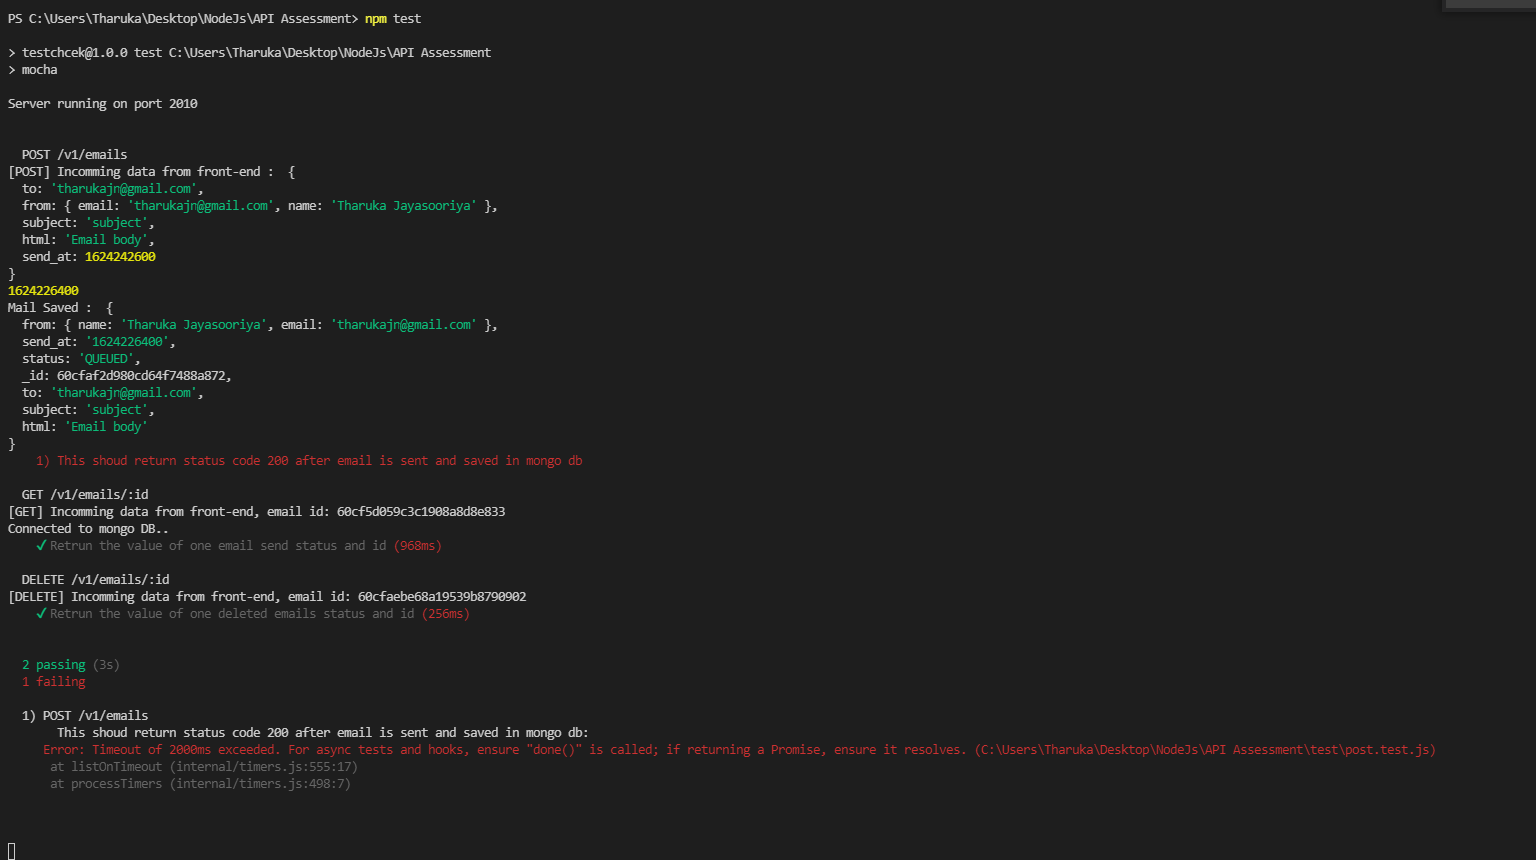 PS C:\Users\Tharuka\Desktop\NodeJs\API Assessment> npm test
> testchcek@1.0.0 test C:\Users\Tharuka\Desktop\NodeJs\API Assessment
> mocha
Server running on port 2010
POST /v1/emails
[POST] Incomming data from front-end :  {
to: 'tharukajn@gmail.com',
from: { email: 'tharukajn@gmail.com', name: 'Tharuka Jayasooriya' },
subject: 'subject',
html: 'Email body',
send_at: 1624242600
}
1624226400
Mail Saved :  {
from: { name: 'Tharuka Jayasooriya', email: 'tharukajn@gmail.com' },
send_at: '1624226400',
status: 'QUEUED',
_id: 60cfaf2d980cd64f7488a872,
to: 'tharukajn@gmail.com',
subject: 'subject',
html: 'Email body'
}
1) This shoud return status code 200 after email is sent and saved in mongo db
GET /v1/emails/:id
[GET] Incomming data from front-end, email id: 60cf5d059c3c1908a8d8e833
Connected to mongo DB..
✓ Retrun the value of one email send status and id (968ms)
DELETE /v1/emails/:id
[DELETE] Incomming data from front-end, email id: 60cfaebe68a19539b8790902
✓ Retrun the value of one deleted emails status and id (256ms)
2 passing (3s)
1 failing
1) POST /v1/emails
This shoud return status code 200 after email is sent and saved in mongo db:
Error: Timeout of 2000ms exceeded. For async tests and hooks, ensure "done()" is called; if returning a Promise, ensure it resolves. (C:\Users\Tharuka\Desktop\NodeJs\API Assessment\test\post.test.js)
at listOnTimeout (internal/timers.js:555:17)
at processTimers (internal/timers.js:498:7)